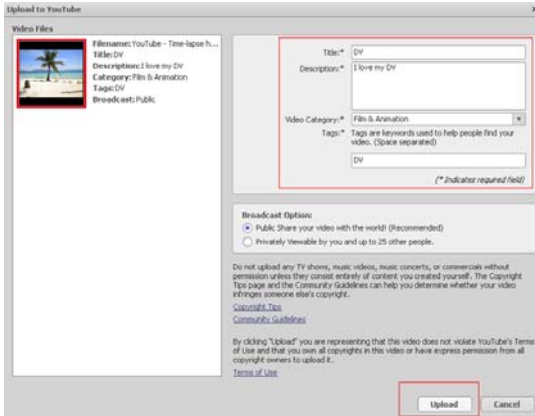 Upload to YouTube
Video Files
Filename: YouTube - Time-lapse h...
Title: DV
Description: I love my DV
Category: Film & Animation
Tags: DV
Broadcast: Public
Title:* DV
Description:* I love my DV
Video Category:* Film & Animation
Tags:* Tags are keywords used to help people find your
video. (Space separated)
DV
(* Indicates required field)
Broadcast Option:
Public Share your video with the world! (Recommended)
Privately Viewable by you and up to 25 other people.
Do not upload any TV shows, music videos, music concerts, or commercials without
permission unless they consist entirely of content you created yourself. The Copyright
Tips page and the Community Guidelines can help you determine whether your video
infringes someone else's copyright.
Copyright Tips
Community Guidelines
By clicking "Upload" you are representing that this video does not violate YouTube's Terms
of Use and that you own all copyrights in this video or have express permission from all
copyright owners to upload it.
Terms of Use
Upload Cancel